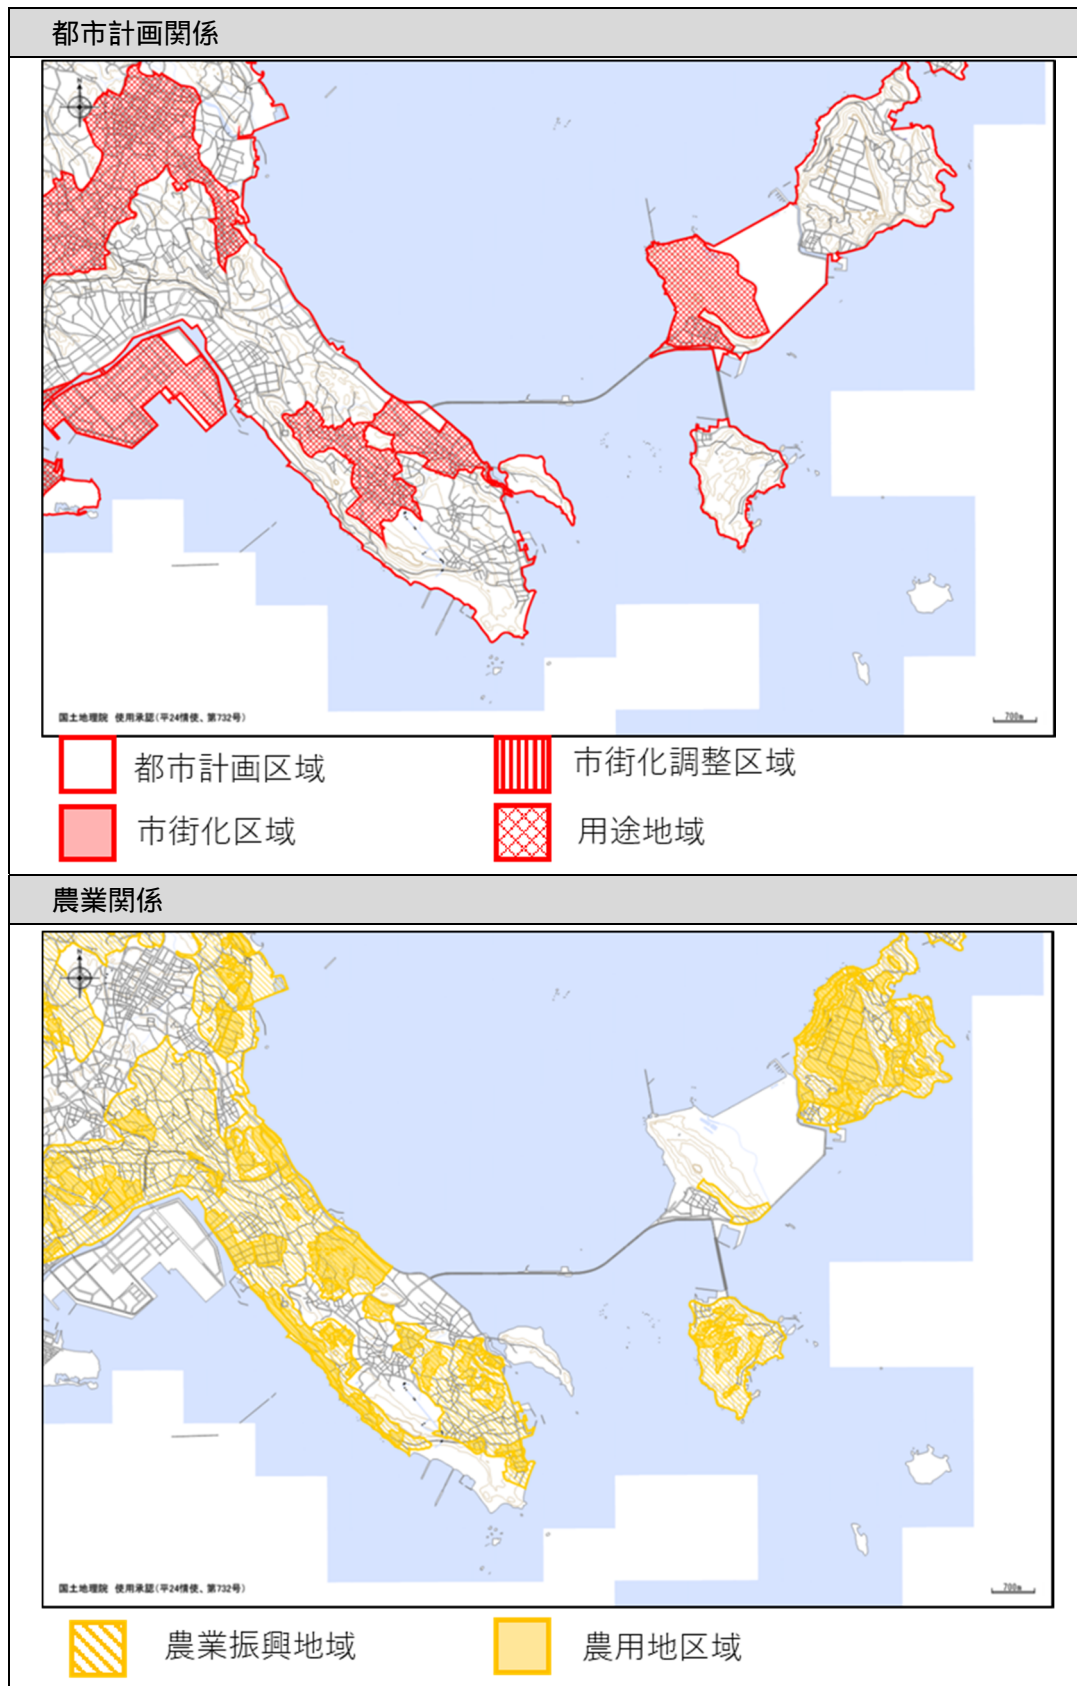 都市計画関係
N
国土地理院 使用承認(平24情使、第732号)
700m
都市計画区域
市街化調整区域
市街化区域
用途地域
農業関係
N
国土地理院 使用承認(平24情使、第732号)
700m
農業振興地域
農用地区域